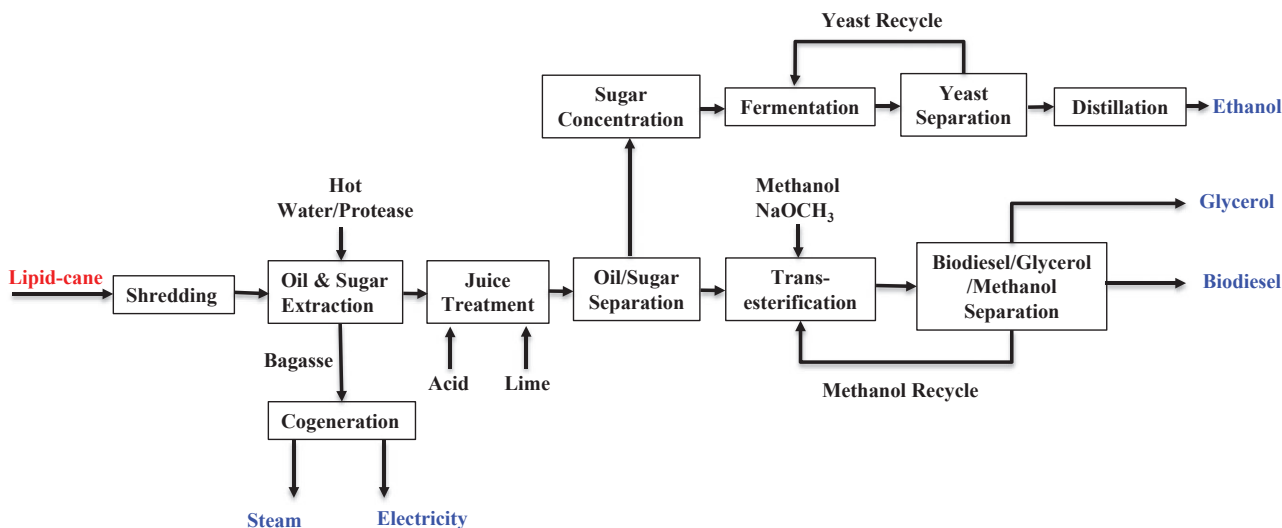 Yeast Recycle
Sugar
Concentration
Fermentation
Yeast
Separation
Distillation
Ethanol
Hot
Water/Protease
Methanol
NaOCH₃
Glycerol
Lipid-cane
Shredding
Oil & Sugar
Extraction
Juice
Treatment
Oil/Sugar
Separation
Trans-
esterification
Biodiesel/Glycerol
/Methanol
Separation
Biodiesel
Bagasse
Acid
Lime
Methanol Recycle
Cogeneration
Steam
Electricity